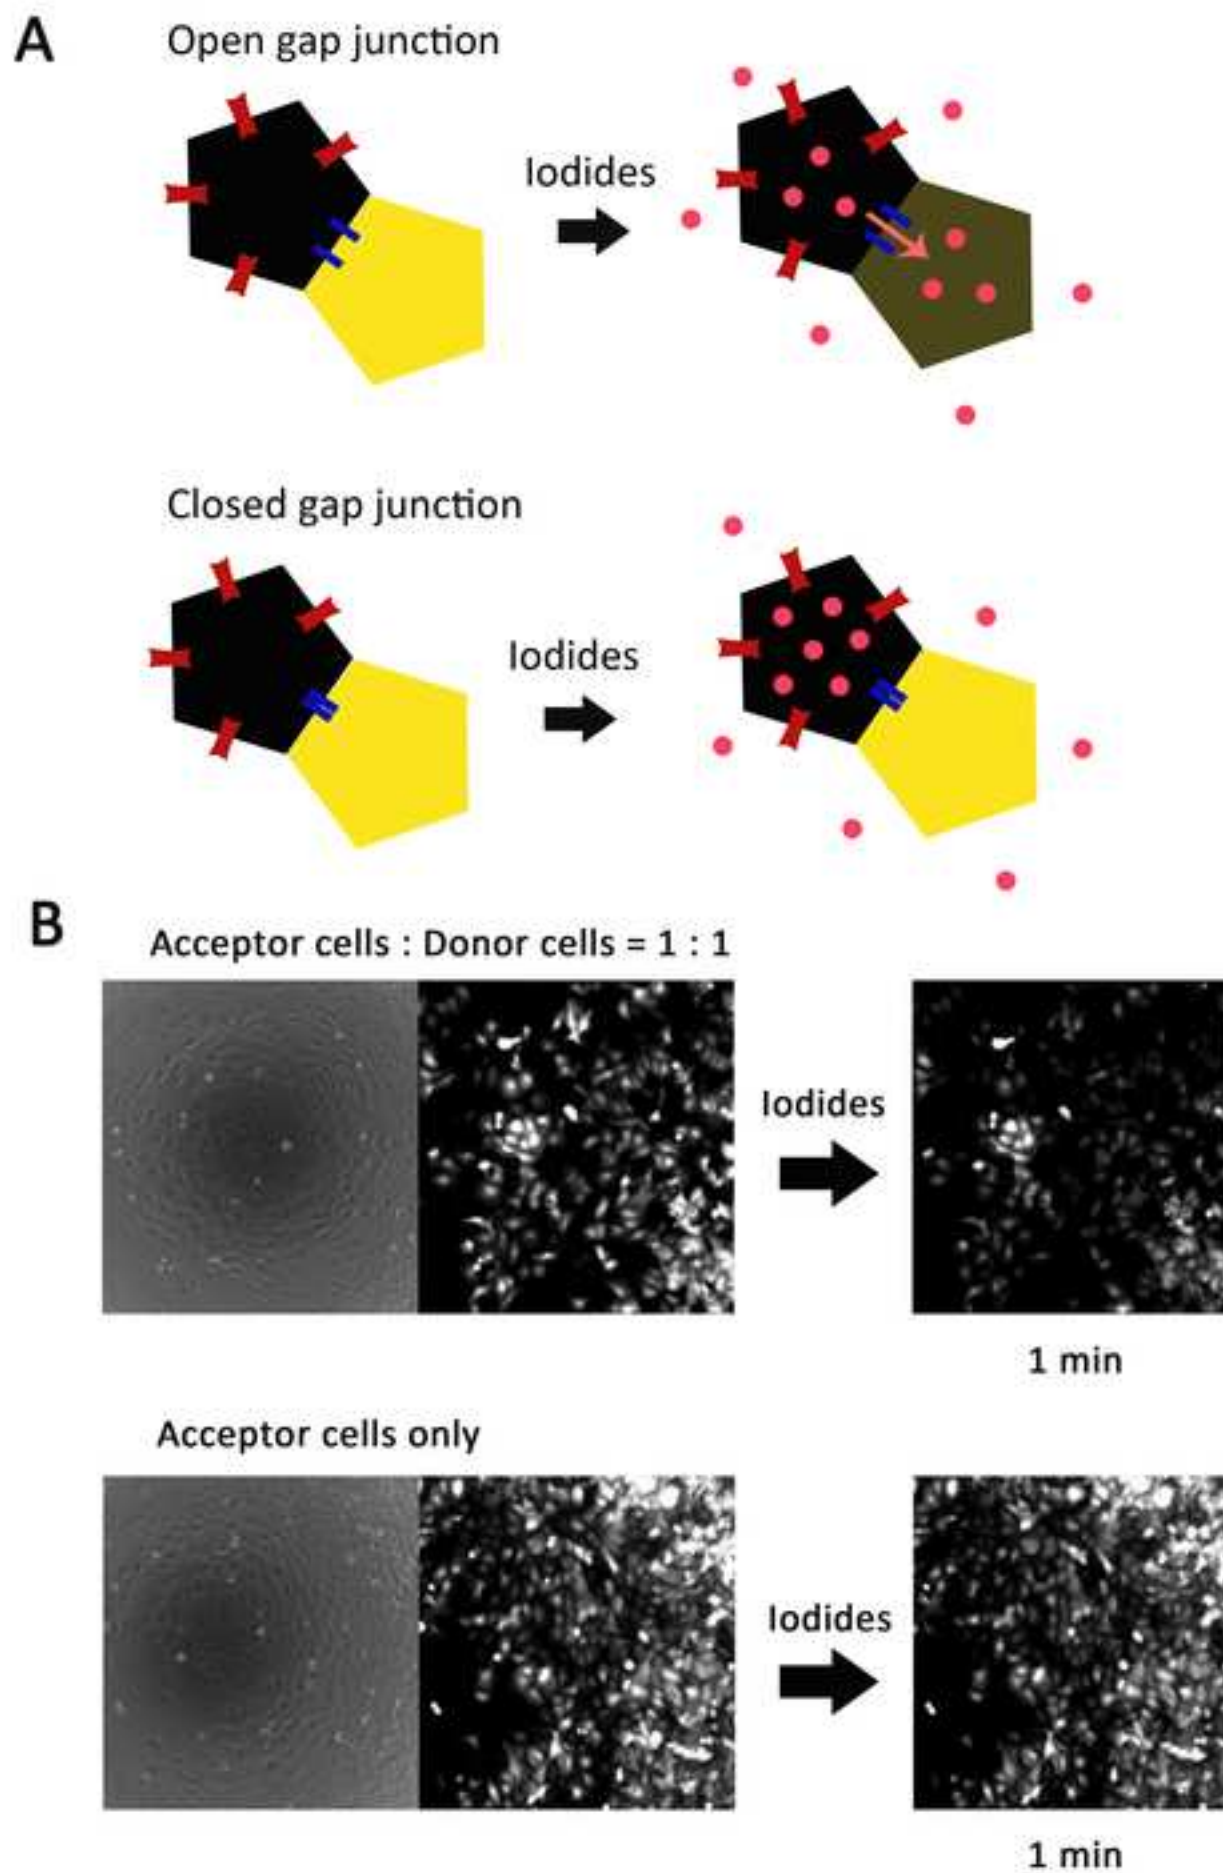 A
Open gap junction
Iodides
Closed gap junction
Iodides
B
Acceptor cells : Donor cells = 1 : 1
Iodides
1 min
Acceptor cells only
Iodides
1 min